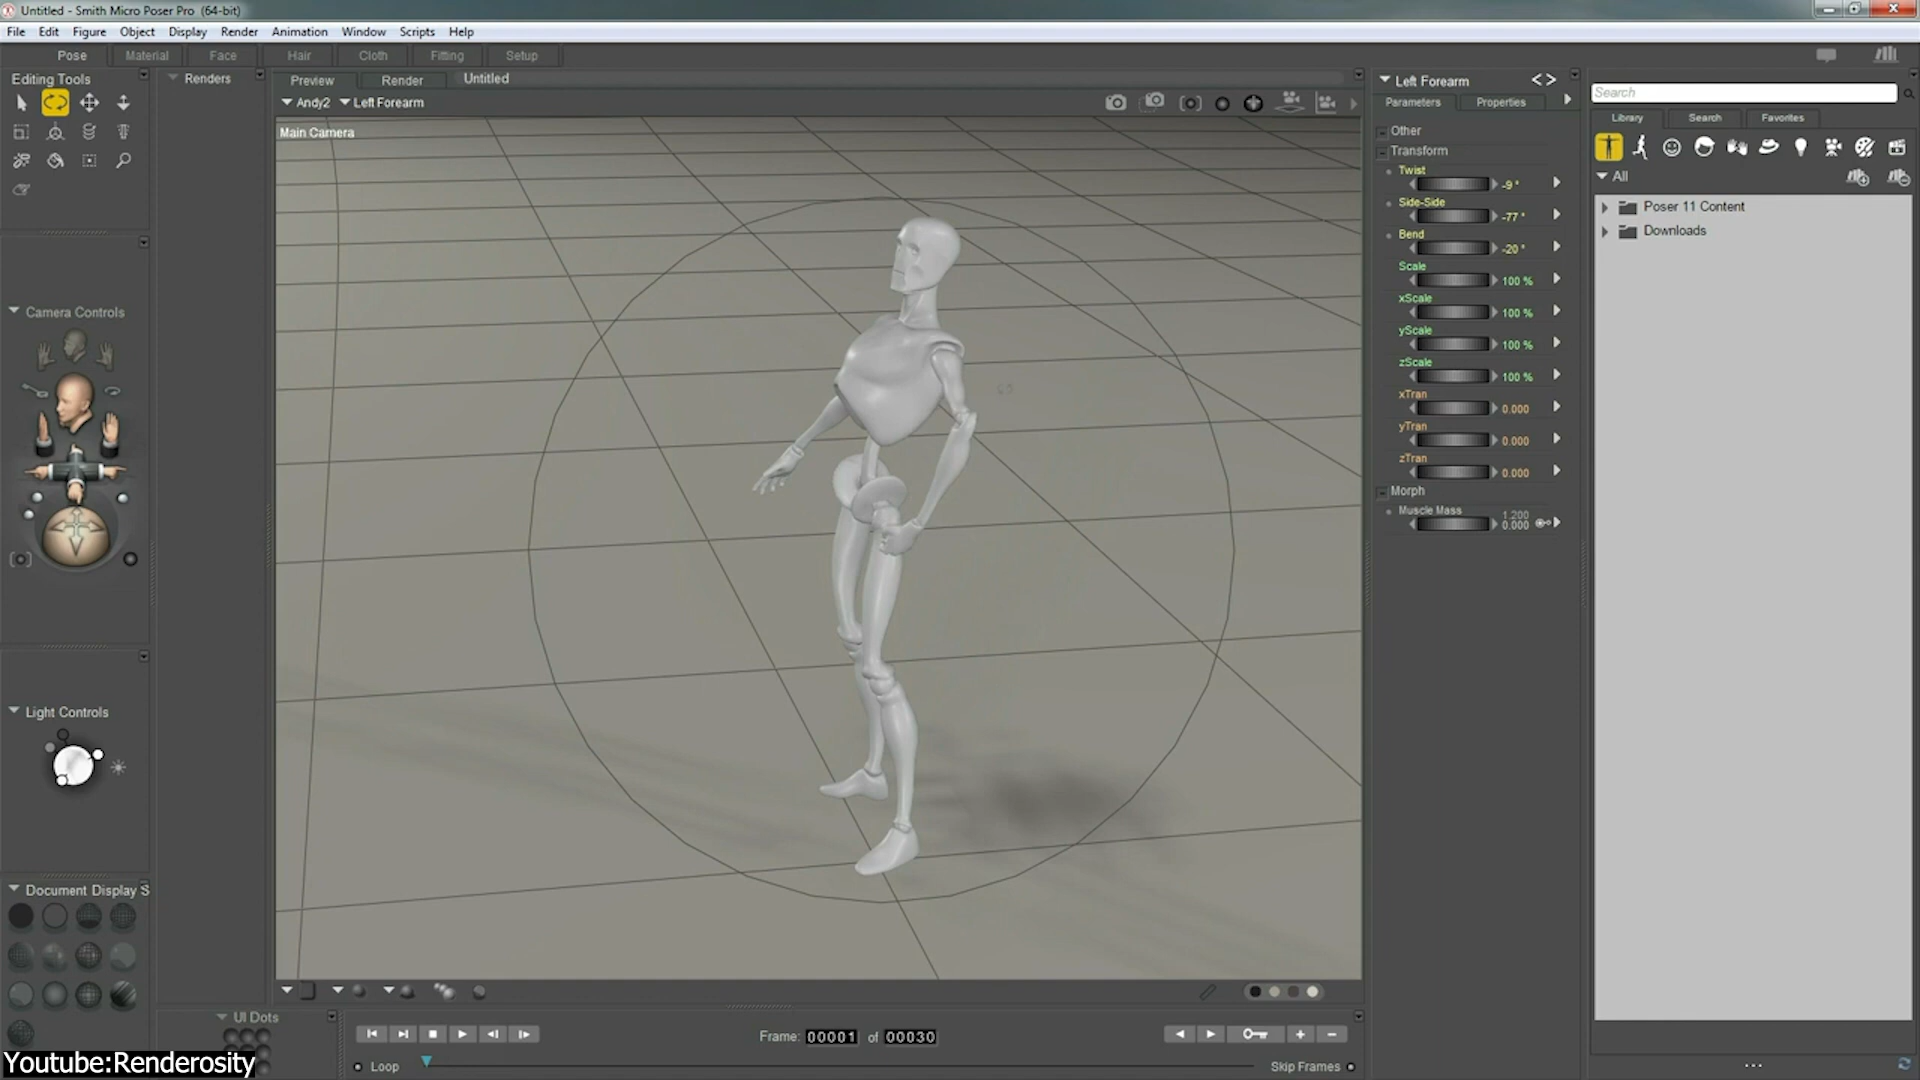 Untitled - Smith Micro Poser Pro (64-bit)
File Edit Figure Object Display Render Animation Window Scripts Help
Pose Material Face Hair Cloth Fitting Setup
Editing Tools
Renders
Preview Render Untitled
Andy2 Left Forearm
Main Camera
Camera Controls
Light Controls
Document Display S
UI Dots
Frame: 00001 of 00030
Loop
Skip Frames
Left Forearm
Parameters Properties
Other
Transform
Twist
-9 °
Side-Side
-77 °
Bend
-20 °
Scale
100 %
xScale
100 %
yScale
100 %
zScale
100 %
xTran
0.000
yTran
0.000
zTran
0.000
Morph
Muscle Mass
1.200
0.000
Search
Library Search Favorites
All
Poser 11 Content
Downloads
Youtube:Renderosity